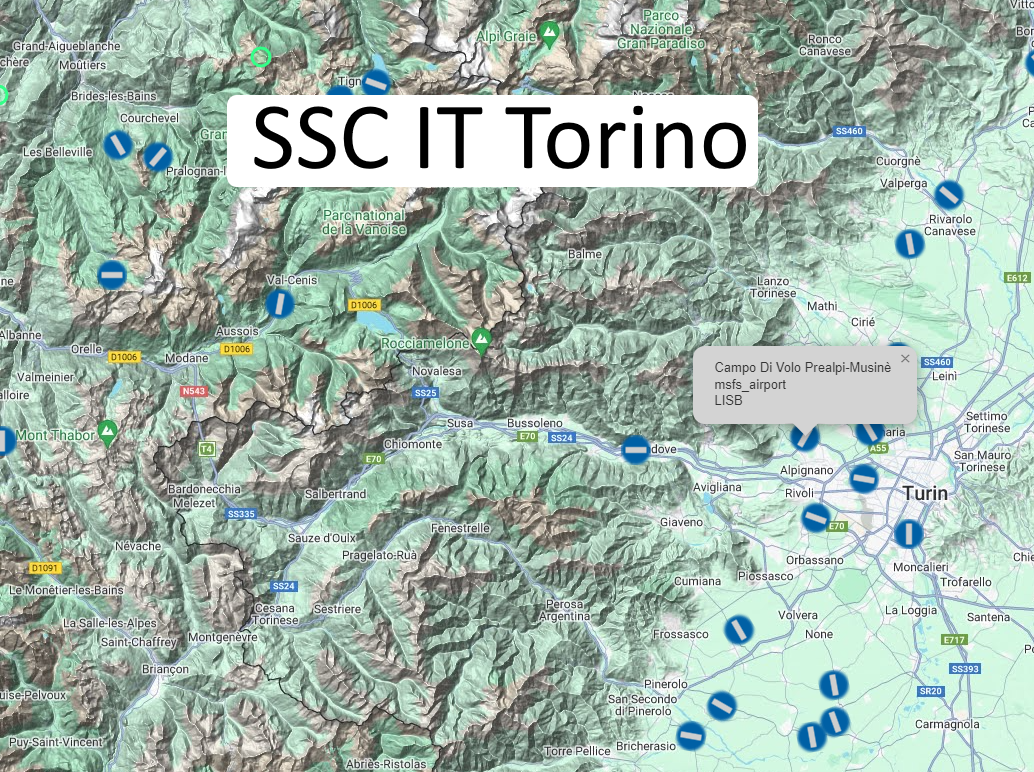 Grand-Aigueblanche
Moûtiers
Alpi Graie
Parco
Nazionale
Gran Paradiso
Ronco
Canavese
Brides-les-Bains
Courchevel
Les Belleville
SSC IT Torino
SS460
Cuorgnè
Valperga
Rivarolo
Canavese
Parc national
de la Vanoise
Balme
Val-Cenis
D1006
Lanzo
Torinese
E612
Mathi
Cirié
Aussois
Albanne
Orelle
D1006
D1006
Modane
Rocciamelone
Novalesa
Valmeinier
N543
SS25
Campo Di Volo Prealpi-Musinè
msfs_airport
LISB
×
SS460
Leinì
Mont Thabor
T4
Susa
Bussoleno
Chiomonte
E70
SS24
E70
A55
Settimo
Torinese
San Mauro
Torinese
Bardonecchia
Melezet
Salbertrand
Avigliana
Alpignano
Rivoli
Turin
SS335
Sauze d'Oulx
Fenestrelle
Giaveno
E70
Névache
Pragelato-Ruà
Orbassano
Moncalieri
D1091
Le Monêtier-les-Bains
SS24
Cesana
Torinese
Sestriere
Perosa
Argentina
Cumiana
Piossasco
Trofarello
La Salle-les-Alpes
Saint-Chaffrey
Montgenèvre
Frossasco
Volvera
None
La Loggia
Santena
E717
Briançon
Pinerolo
SS393
SR20
San Secondo
di Pinerolo
Carmagnola
Puy-Saint-Vincent
Abriès-Ristolas
Torre Pellice
Bricherasio